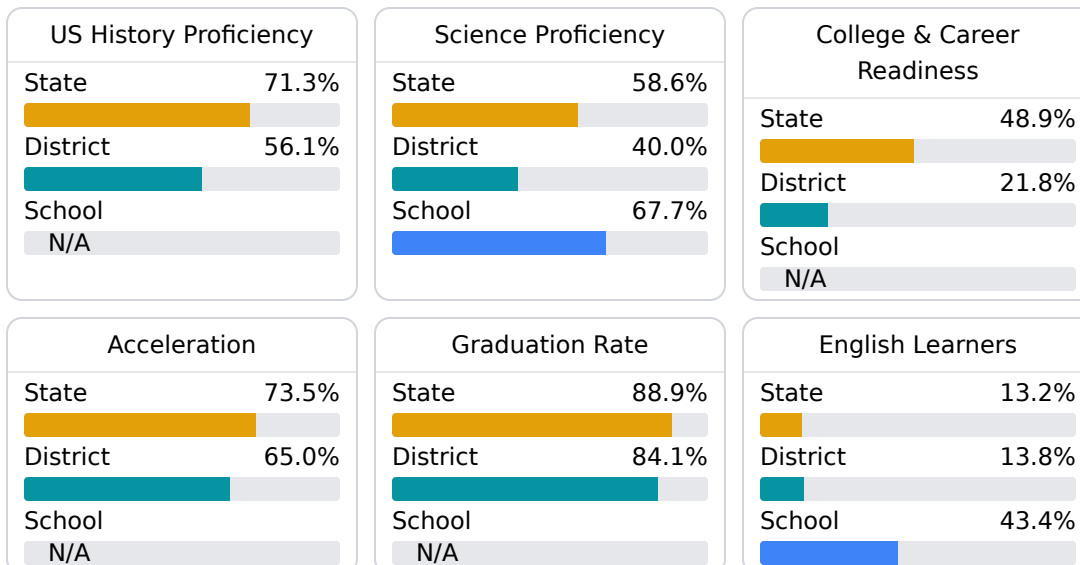 US History Proficiency
State 71.3%
District 56.1%
School
N/A
Science Proficiency
State 58.6%
District 40.0%
School 67.7%
College & Career
Readiness
State 48.9%
District 21.8%
School
N/A
Acceleration
State 73.5%
District 65.0%
School
N/A
Graduation Rate
State 88.9%
District 84.1%
School
N/A
English Learners
State 13.2%
District 13.8%
School 43.4%